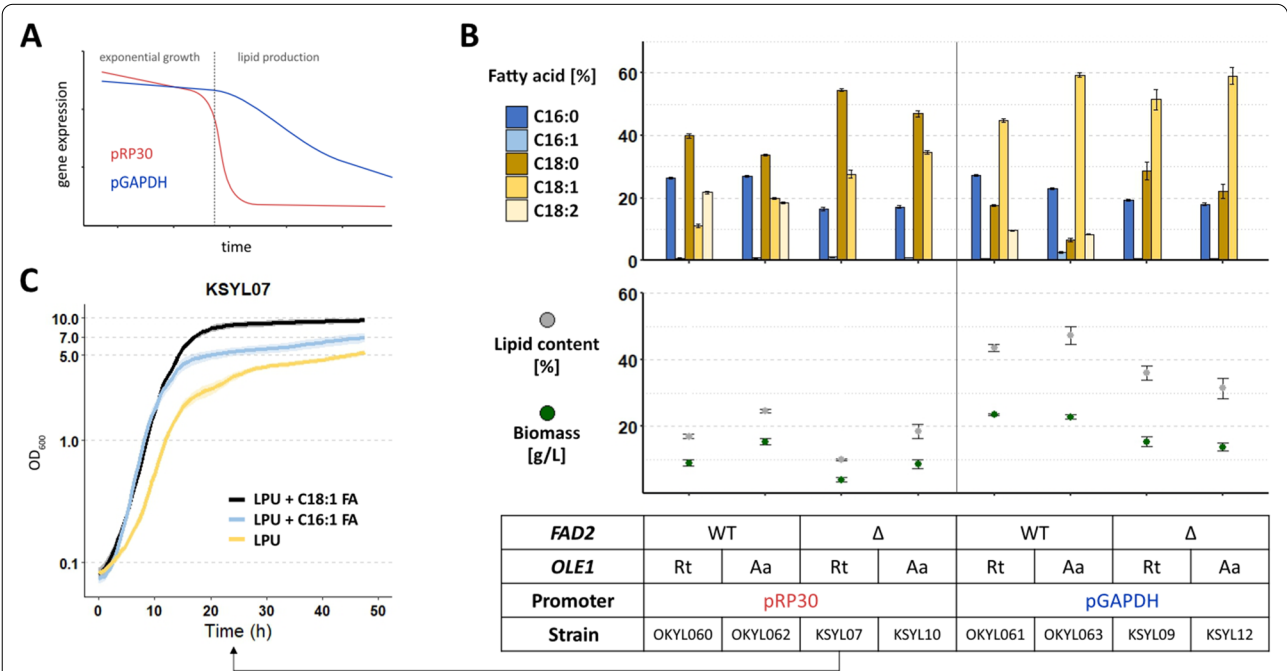 A
exponential growth
lipid production
gene expression
pRP30
pGAPDH
time
B
Fatty acid [%]
C16:0
C16:1
C18:0
C18:1
C18:2
60
40
20
0
60
40
20
Lipid content
[%]
Biomass
[g/L]
C
KSYL07
10.0
7.0
5.0
1.0
0.1
OD600
LPU + C18:1 FA
LPU + C16:1 FA
LPU
0 10 20 30 40 50
Time (h)
FAD2 WT Δ WT Δ
OLE1 Rt Aa Rt Aa Rt Aa Rt Aa
Promoter pRP30 pGAPDH
Strain OKYL060 OKYL062 KSYL07 KSYL10 OKYL061 OKYL063 KSYL09 KSYL12